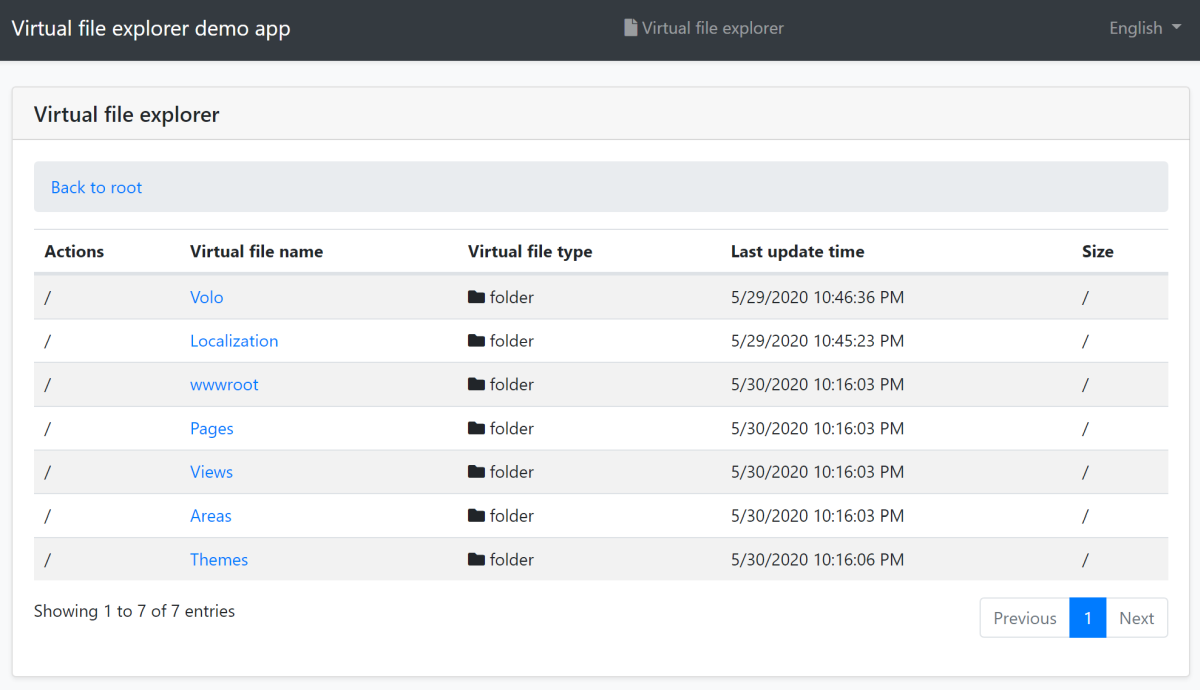 Virtual file explorer demo app Virtual file explorer English
Virtual file explorer
Back to root
Actions Virtual file name Virtual file type Last update time Size
/ Volo folder 5/29/2020 10:46:36 PM /
/ Localization folder 5/29/2020 10:45:23 PM /
/ wwwroot folder 5/30/2020 10:16:03 PM /
/ Pages folder 5/30/2020 10:16:03 PM /
/ Views folder 5/30/2020 10:16:03 PM /
/ Areas folder 5/30/2020 10:16:03 PM /
/ Themes folder 5/30/2020 10:16:06 PM /
Showing 1 to 7 of 7 entries Previous 1 Next